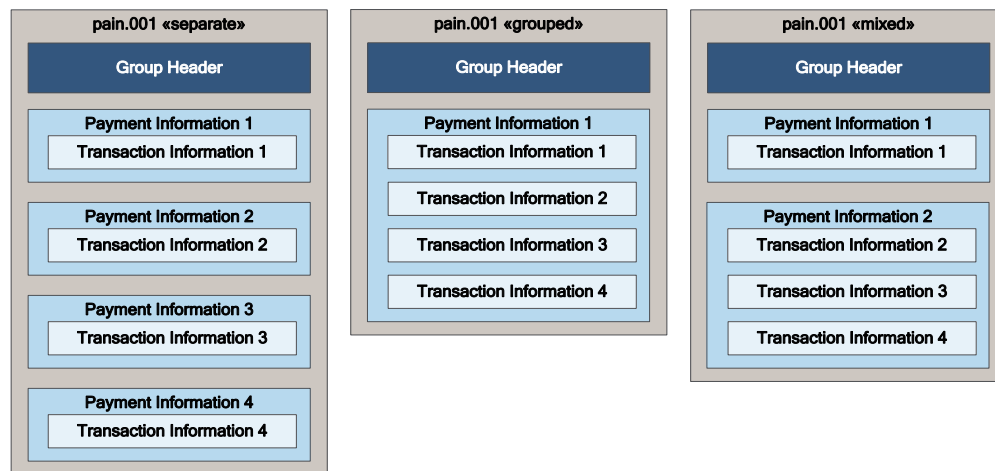 pain.001 «separate»
Group Header
Payment Information 1
Transaction Information 1
Payment Information 2
Transaction Information 2
Payment Information 3
Transaction Information 3
Payment Information 4
Transaction Information 4
pain.001 «grouped»
Group Header
Payment Information 1
Transaction Information 1
Transaction Information 2
Transaction Information 3
Transaction Information 4
pain.001 «mixed»
Group Header
Payment Information 1
Transaction Information 1
Payment Information 2
Transaction Information 2
Transaction Information 3
Transaction Information 4